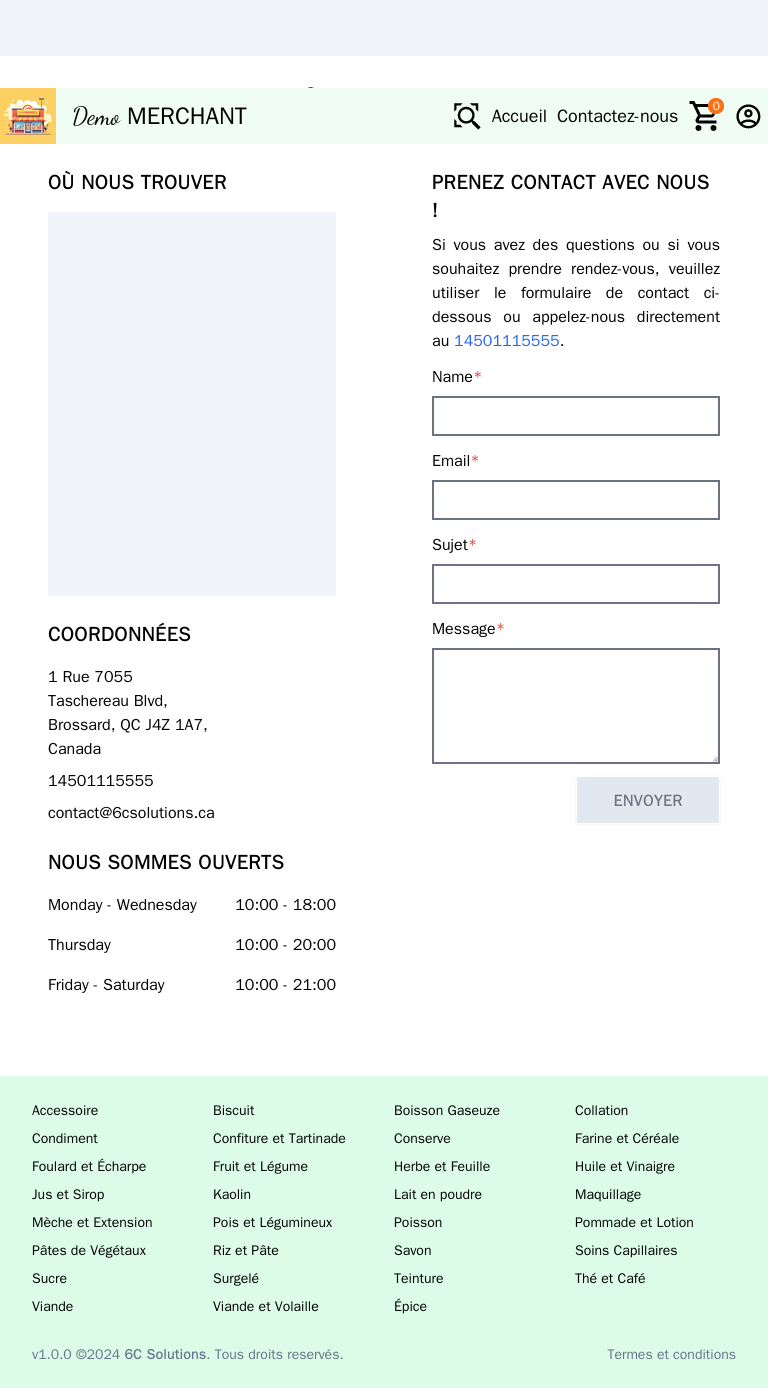 Demo MERCHANT
Accueil Contactez-nous 0
OÙ NOUS TROUVER
COORDONNÉES
1 Rue 7055
Taschereau Blvd,
Brossard, QC J4Z 1A7,
Canada
14501115555
contact@6csolutions.ca
NOUS SOMMES OUVERTS
Monday - Wednesday 10:00 - 18:00
Thursday 10:00 - 20:00
Friday - Saturday 10:00 - 21:00
PRENEZ CONTACT AVEC NOUS
!
Si vous avez des questions ou si vous
souhaitez prendre rendez-vous, veuillez
utiliser le formulaire de contact ci-
dessous ou appelez-nous directement
au 14501115555.
Name*
Email*
Sujet*
Message*
ENVOYER
Accessoire Biscuit Boisson Gaseuze Collation
Condiment Confiture et Tartinade Conserve Farine et Céréale
Foulard et Écharpe Fruit et Légume Herbe et Feuille Huile et Vinaigre
Jus et Sirop Kaolin Lait en poudre Maquillage
Mèche et Extension Pois et Légumineux Poisson Pommade et Lotion
Pâtes de Végétaux Riz et Pâte Savon Soins Capillaires
Sucre Surgelé Teinture Thé et Café
Viande Viande et Volaille Épice
v1.0.0 ©2024 6C Solutions. Tous droits reservés. Termes et conditions